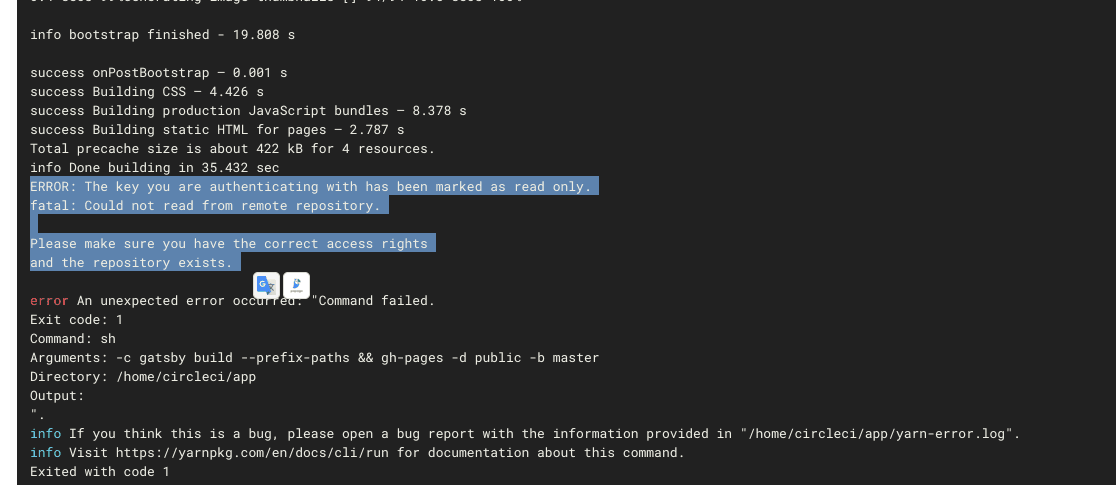 info bootstrap finished - 19.808 s
success onPostBootstrap — 0.001 s
success Building CSS — 4.426 s
success Building production JavaScript bundles — 8.378 s
success Building static HTML for pages — 2.787 s
Total precache size is about 422 kB for 4 resources.
info Done building in 35.432 sec
ERROR: The key you are authenticating with has been marked as read only.
fatal: Could not read from remote repository.
Please make sure you have the correct access rights
and the repository exists.
error An unexpected error occurred: "Command failed.
Exit code: 1
Command: sh
Arguments: -c gatsby build --prefix-paths && gh-pages -d public -b master
Directory: /home/circleci/app
Output:
".
info If you think this is a bug, please open a bug report with the information provided in "/home/circleci/app/yarn-error.log".
info Visit https://yarnpkg.com/en/docs/cli/run for documentation about this command.
Exited with code 1